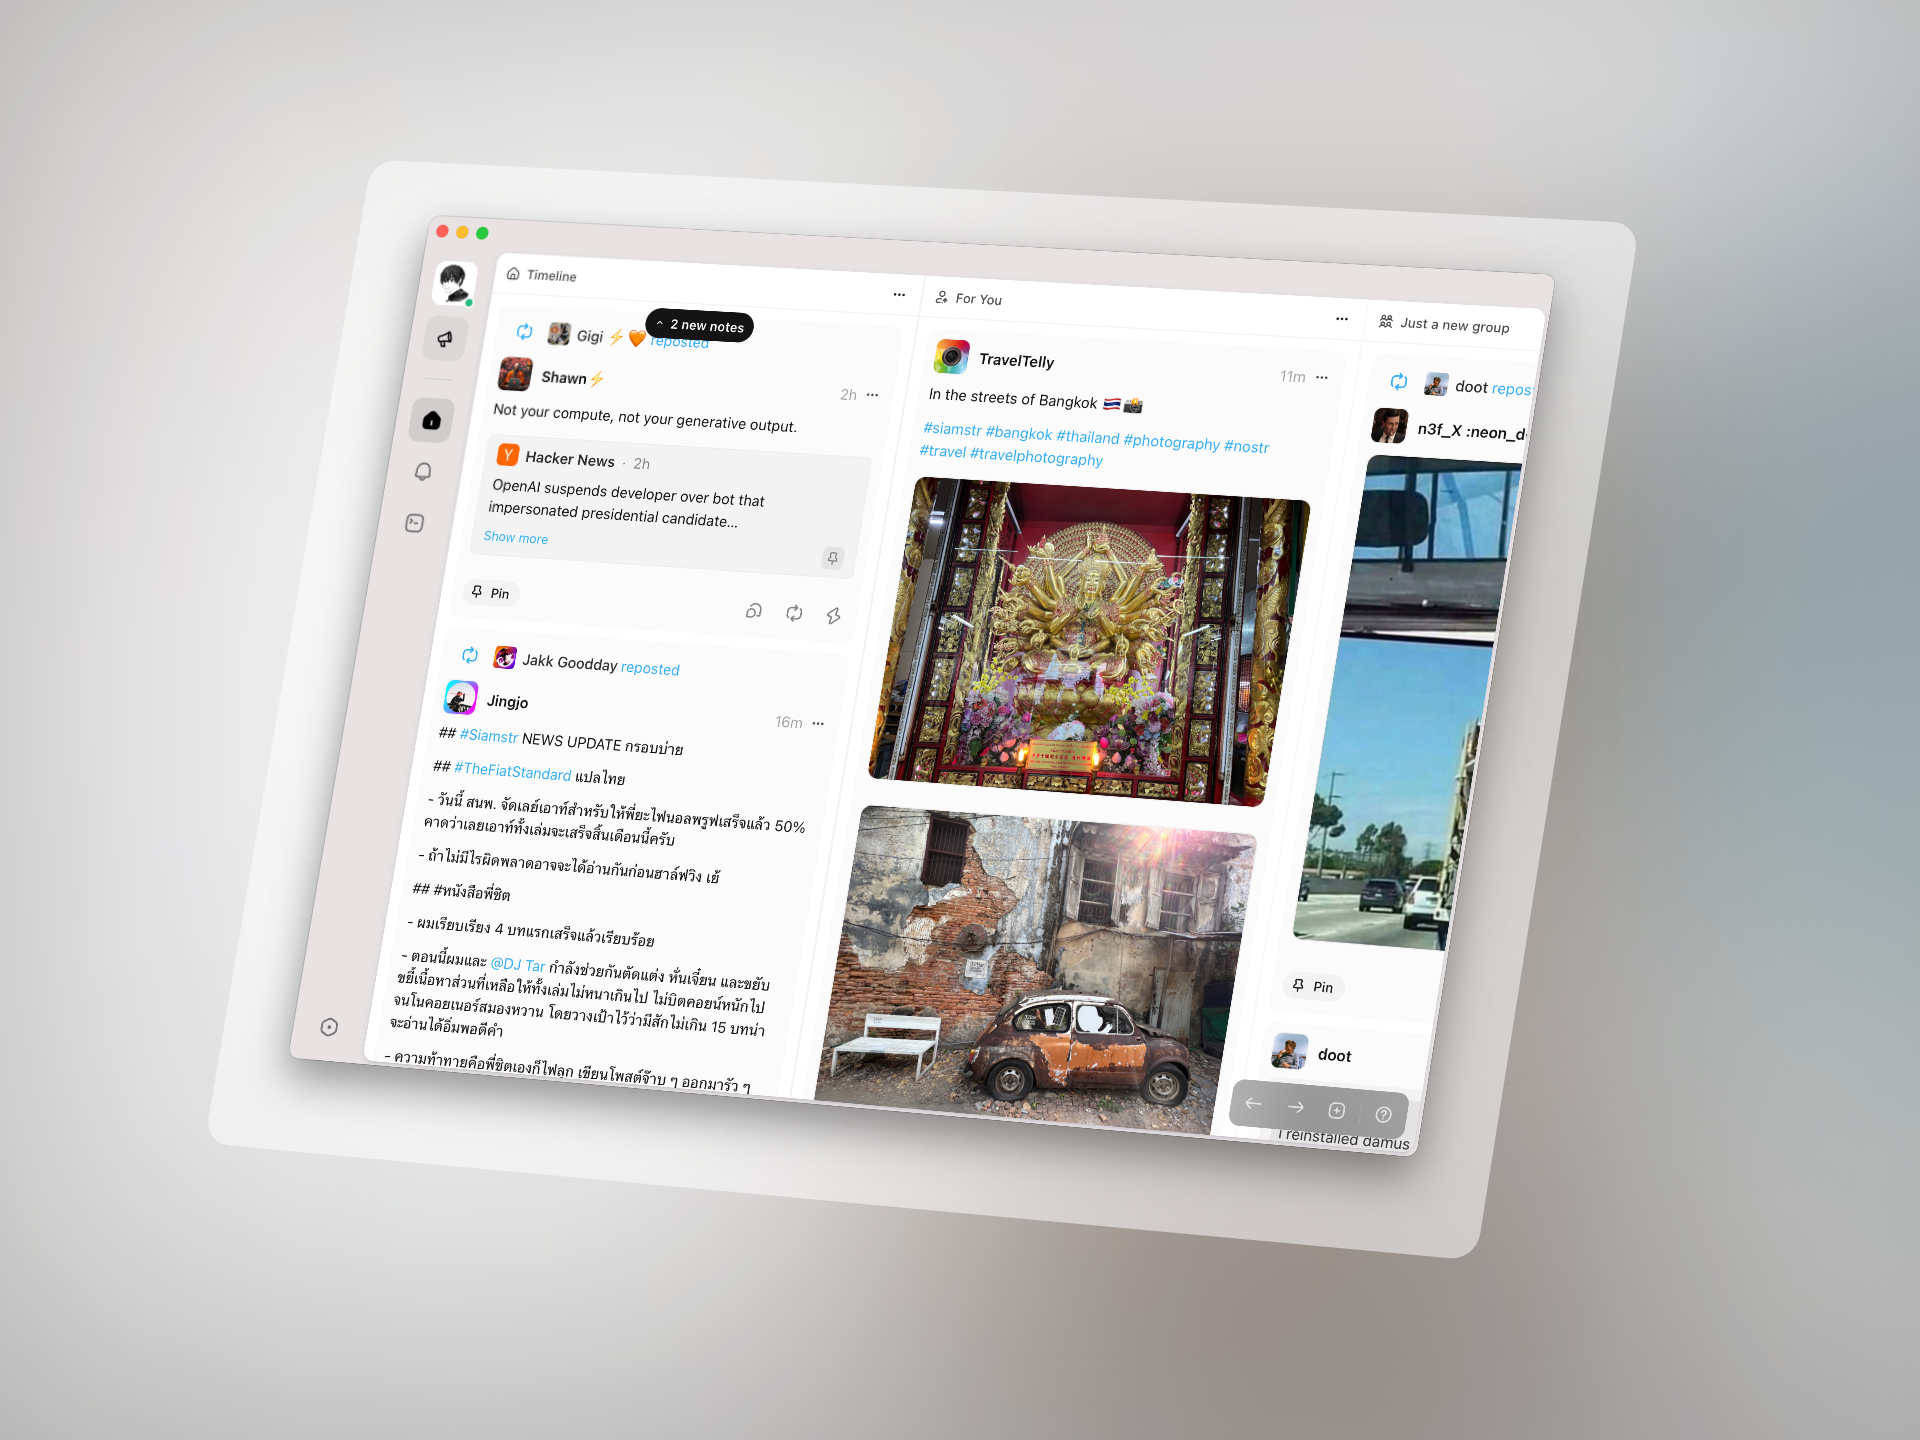 Timeline
2 new notes
Gigi ⚡🧡 reposted
Shawn⚡
2h
Not your compute, not your generative output.
Hacker News · 2h
OpenAI suspends developer over bot that
impersonated presidential candidate...
Show more
Pin
Jakk Goodday reposted
Jingjo
16m
## #Siamstr NEWS UPDATE กรอบบ่าย
## #TheFiatStandard แปลไทย
- วันนี้ สนพ. จัดเลย์เอาท์สำหรับให้พี่ยะไฟนอลพรูฟเสร็จแล้ว 50%
คาดว่าเลยเอาท์ทั้งเล่มจะเสร็จสิ้นเดือนนี้ครับ
- ถ้าไม่มีไรผิดพลาดอาจจะได้อ่านกันก่อนฮาล์ฟวิง เย้
## #หนังสือพี่ชิต
- ผมเรียบเรียง 4 บทแรกเสร็จแล้วเรียบร้อย
- ตอนนี้ผมและ @DJ Tar กำลังช่วยกันตัดแต่ง หั่นเจี๋ยน และขยับ
ขยี้เนื้อหาส่วนที่เหลือให้ทั้งเล่มไม่หนาเกินไป ไม่บิตคอยน์หนักไป
จนโนคอยเนอร์สมองหวาน โดยวางเป้าไว้ว่ามีสักไม่เกิน 15 บทน่า
จะอ่านได้อิ่มพอดีคำ
- ความท้าทายคือพี่ชิตเองก็ไฟลุก เขียนโพสต์จ๊าบ ๆ ออกมารัว ๆ
For You
TravelTelly
11m
In the streets of Bangkok 🇹🇭📸
#siamstr #bangkok #thailand #photography #nostr
#travel #travelphotography
Just a new group
doot repost
n3f_X :neon_d
Pin
doot
I reinstalled damus